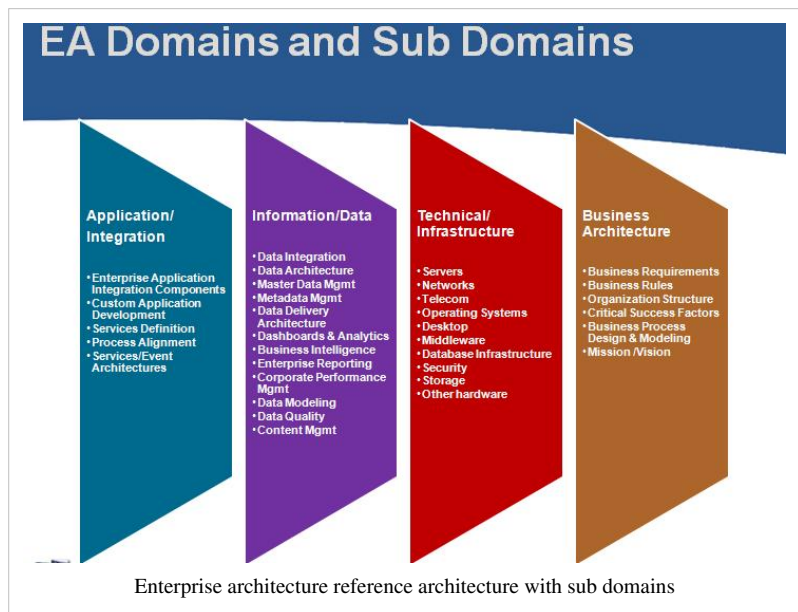 EA Domains and Sub Domains
Application/
Integration
•Enterprise Application
Integration Components
•Custom Application
Development
•Services Definition
•Process Alignment
•Services/Event
Architectures
Information/Data
•Data Integration
•Data Architecture
•Master Data Mgmt
•Metadata Mgmt
•Data Delivery
Architecture
•Dashboards & Analytics
•Business Intelligence
•Enterprise Reporting
•Corporate Performance
Mgmt
•Data Modeling
•Data Quality
•Content Mgmt
Technical/
Infrastructure
•Servers
•Networks
•Telecom
•Operating Systems
•Desktop
•Middleware
•Database Infrastructure
•Security
•Storage
•Other hardware
Business
Architecture
•Business Requirements
•Business Rules
•Organization Structure
•Critical Success Factors
•Business Process
Design & Modeling
•Mission /Vision
Enterprise architecture reference architecture with sub domains